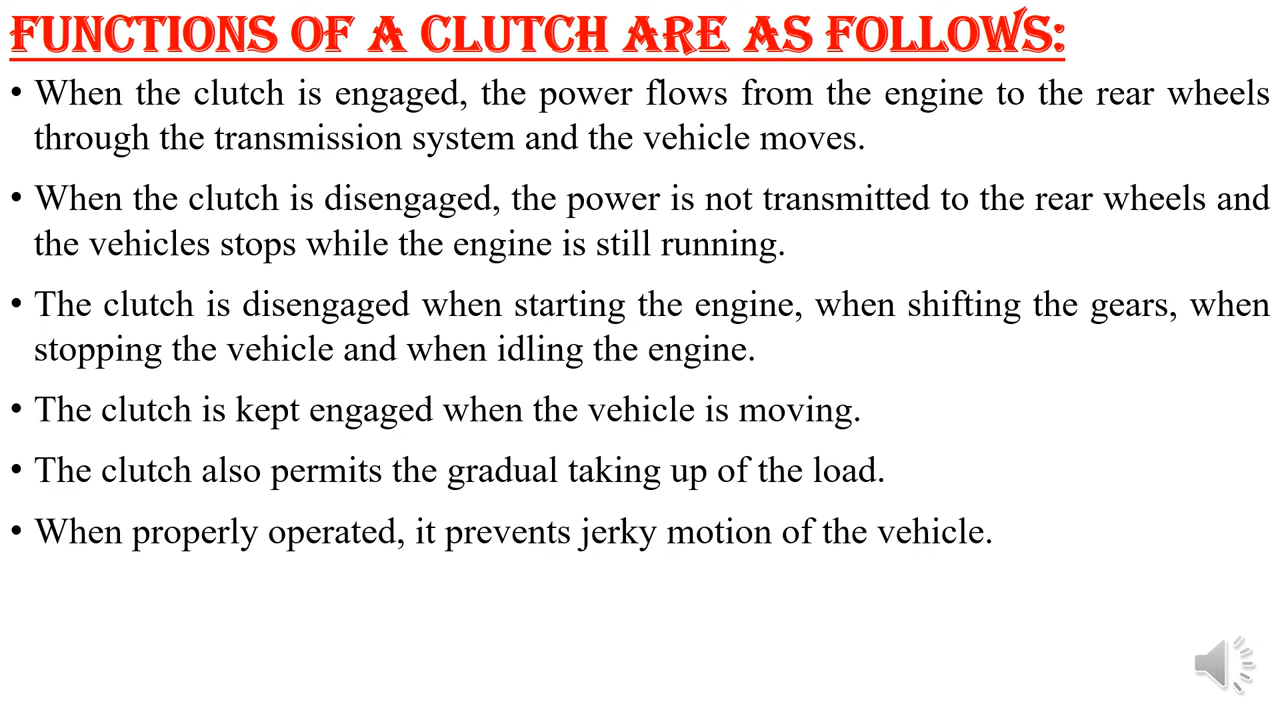 FUNCTIONS OF A CLUTCH ARE AS FOLLOWS:
• When the clutch is engaged, the power flows from the engine to the rear wheels
through the transmission system and the vehicle moves.
• When the clutch is disengaged, the power is not transmitted to the rear wheels and
the vehicles stops while the engine is still running.
• The clutch is disengaged when starting the engine, when shifting the gears, when
stopping the vehicle and when idling the engine.
• The clutch is kept engaged when the vehicle is moving.
• The clutch also permits the gradual taking up of the load.
• When properly operated, it prevents jerky motion of the vehicle.